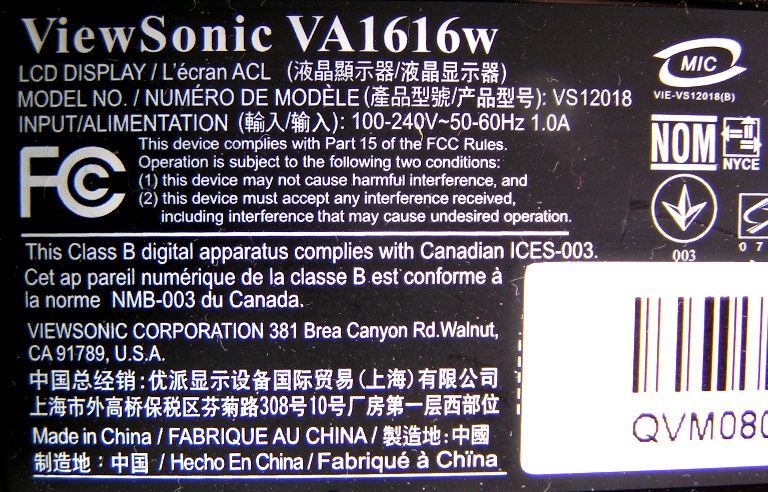 ViewSonic VA1616w
LCD DISPLAY / L'écran ACL (液晶顯示器/液晶显示器)
MODEL NO. / NUMÉRO DE MODÈLE (產品型號/产品型号): VS12018
INPUT/ALIMENTATION (輸入/输入): 100-240V~50-60Hz 1.0A
FC
This device complies with Part 15 of the FCC Rules.
Operation is subject to the following two conditions:
(1) this device may not cause harmful interference, and
(2) this device must accept any interference received,
including interference that may cause undesired operation.
This Class B digital apparatus complies with Canadian ICES-003.
Cet ap pareil numérique de la classe B est conforme à
la norme NMB-003 du Canada.
VIEWSONIC CORPORATION 381 Brea Canyon Rd.Walnut,
CA 91789, U.S.A.
中国总经销:优派显示设备国际贸易(上海)有限公司
上海市外高桥保税区芬菊路308号10号厂房第一层西部位
Made in China / FABRIQUE AU CHINA / 製造地:中國
制造地:中国 / Hecho En China / Fabriqué à Chïna
MIC
VIE-VS12018(B)
NOM
NYCE
003
07
QVM080